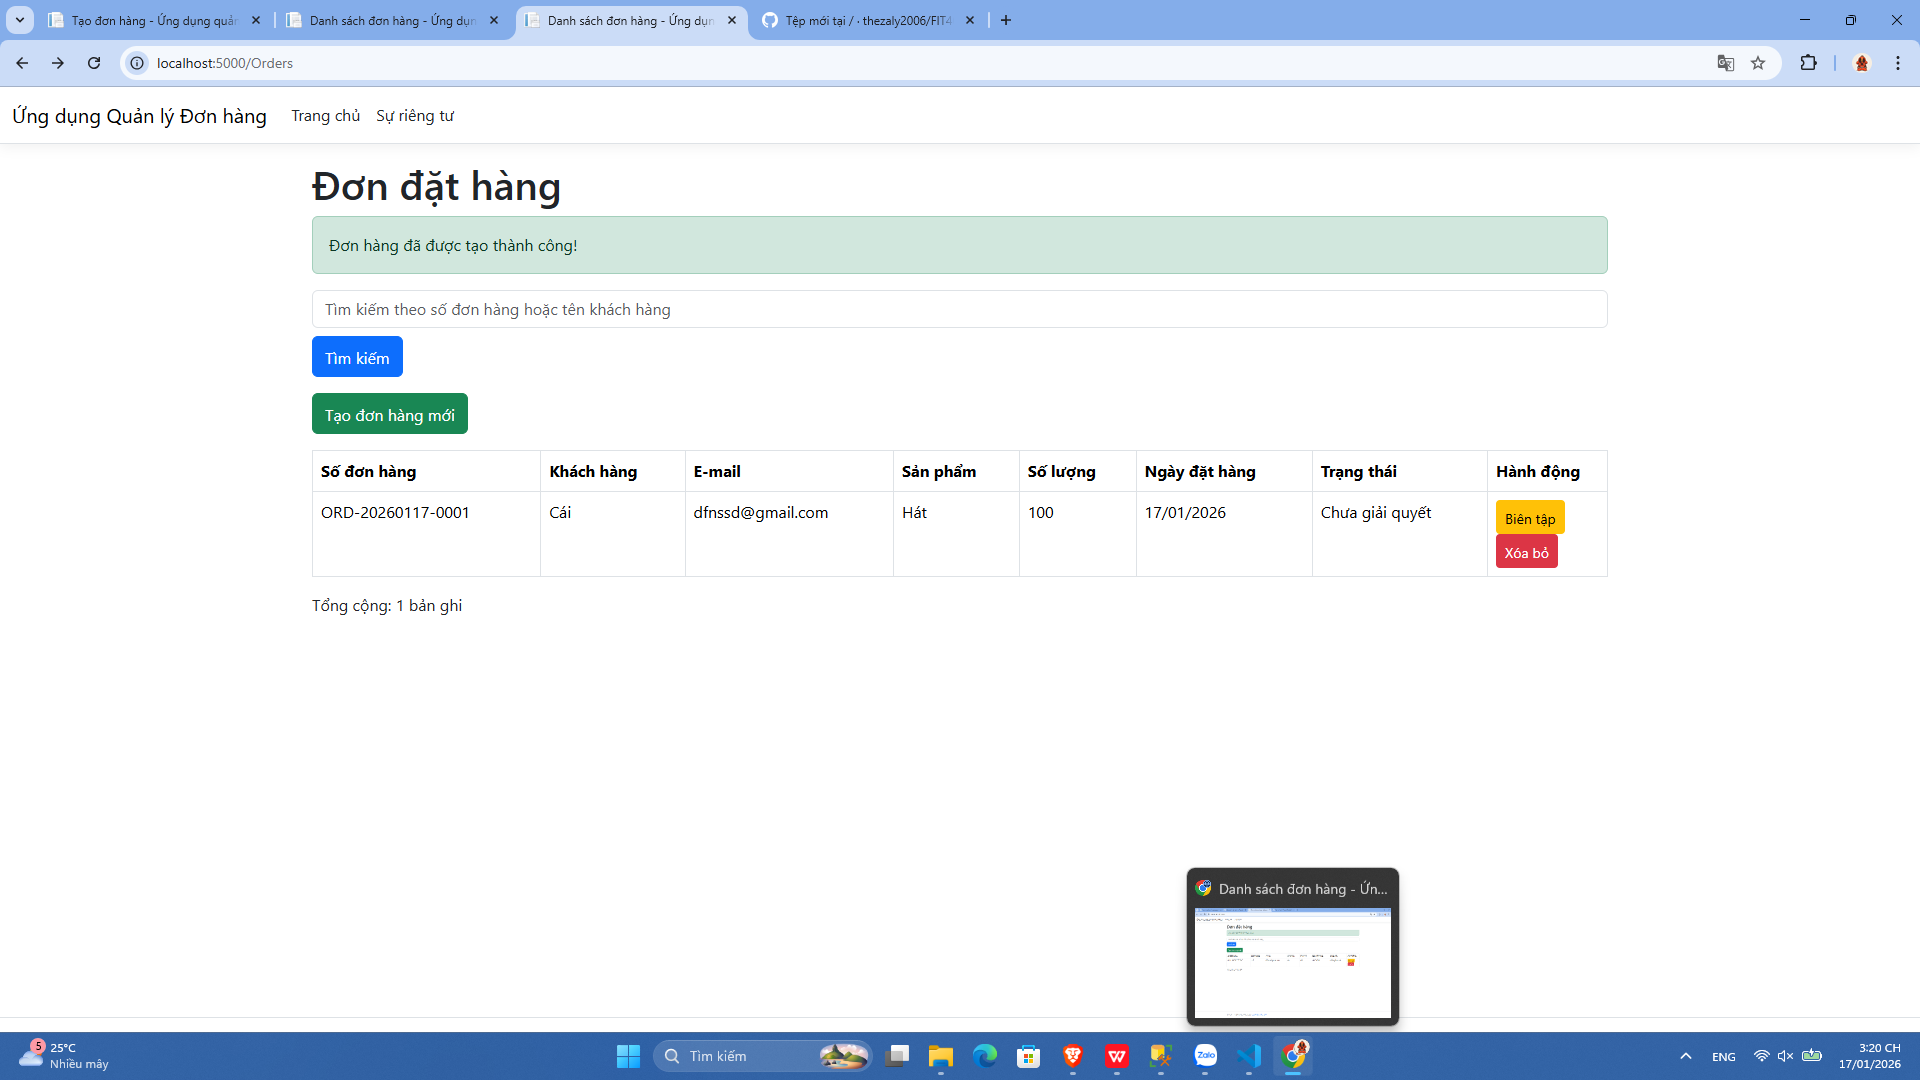 Tạo đơn hàng - Ứng dụng quản
Danh sách đơn hàng - Ứng dụn
Danh sách đơn hàng - Ứng dụn
Tệp mới tại / · thezaly2006/FIT4
localhost:5000/Orders
Ứng dụng Quản lý Đơn hàng
Trang chủ
Sự riêng tư
Đơn đặt hàng
Đơn hàng đã được tạo thành công!
Tìm kiếm theo số đơn hàng hoặc tên khách hàng
Tìm kiếm
Tạo đơn hàng mới
Số đơn hàng Khách hàng E-mail Sản phẩm Số lượng Ngày đặt hàng Trạng thái Hành động
ORD-20260117-0001 Cái dfnssd@gmail.com Hát 100 17/01/2026 Chưa giải quyết Biên tập
Xóa bỏ
Tổng cộng: 1 bản ghi
Danh sách đơn hàng - Ứn...
5
25°C
Nhiều mây
Tìm kiếm
Zalo
ENG
3:20 CH
17/01/2026